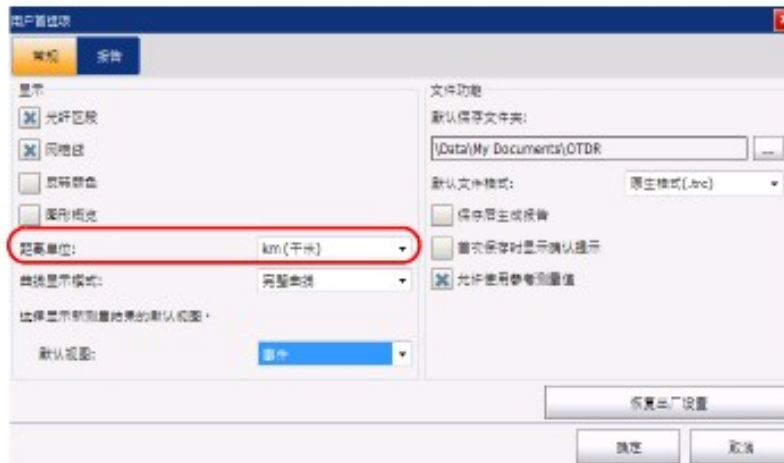 用户首选项
常规 报告
显示
光纤区段
网格线
反转颜色
图形概览
距离单位: km (千米)
曲线显示模式: 完整曲线
选择显示新测量结果的默认视图。
默认视图: 事件
文件功能
默认保存文件夹:
\Data\My Documents\OTDR ...
默认文件格式: 原生格式(.trc)
保存后生成报告
首次保存时显示确认提示
允许使用参考测量值
恢复出厂设置
确定 取消